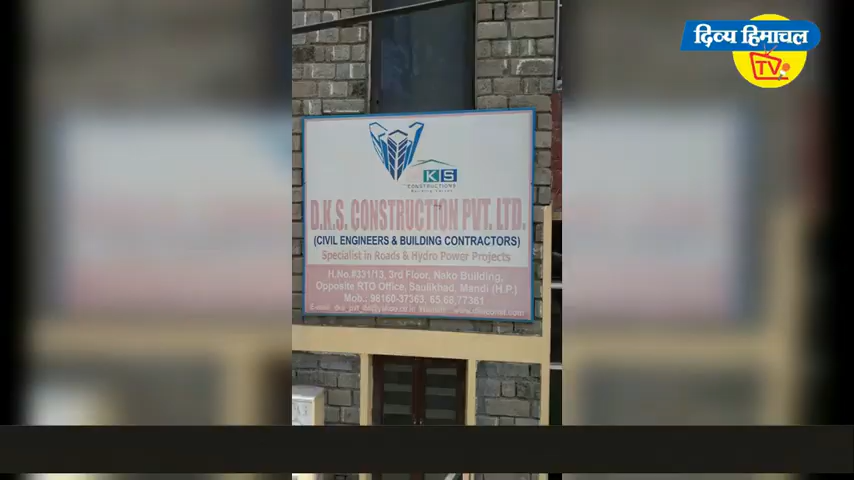 दिव्य हिमाचल
TV
KS
CONSTRUCTIONS
D.K.S. CONSTRUCTION PVT. LTD.
(CIVIL ENGINEERS & BUILDING CONTRACTORS)
Specialist in Roads & Hydro Power Projects
H.No.#331/13, 3rd Floor, Nako Building,
Opposite RTO Office, Saulikhad, Mandi (H.P.)
Mob.: 98160-37363, 65,68,77361